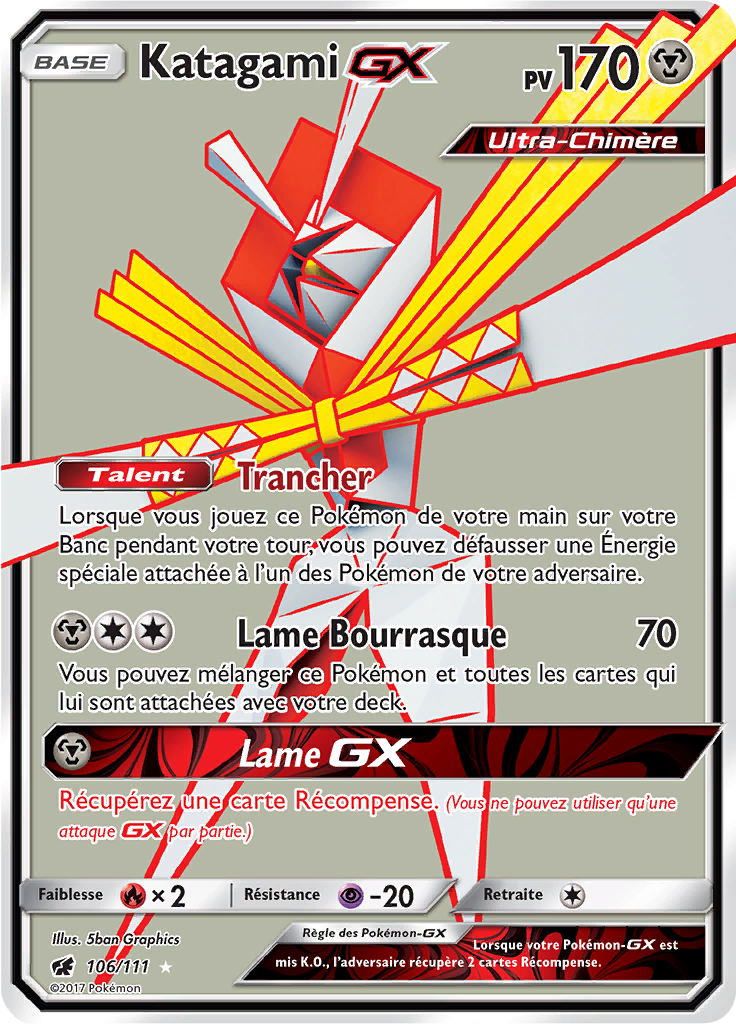 BASE
Katagami GX
PV 170
Ultra-Chimère
Talent Trancher
Lorsque vous jouez ce Pokémon de votre main sur votre
Banc pendant votre tour, vous pouvez défausser une Énergie
spéciale attachée à l'un des Pokémon de votre adversaire.
Lame Bourrasque 70
Vous pouvez mélanger ce Pokémon et toutes les cartes qui
lui sont attachées avec votre deck.
Lame GX
Récupérez une carte Récompense. (Vous ne pouvez utiliser qu'une
attaque GX par partie.)
Faiblesse ×2 Résistance -20 Retraite
Illus. 5ban Graphics
106/111
©2017 Pokémon
Règle des Pokémon-GX
Lorsque votre Pokémon-GX est
mis K.O., l'adversaire récupère 2 cartes Récompense.